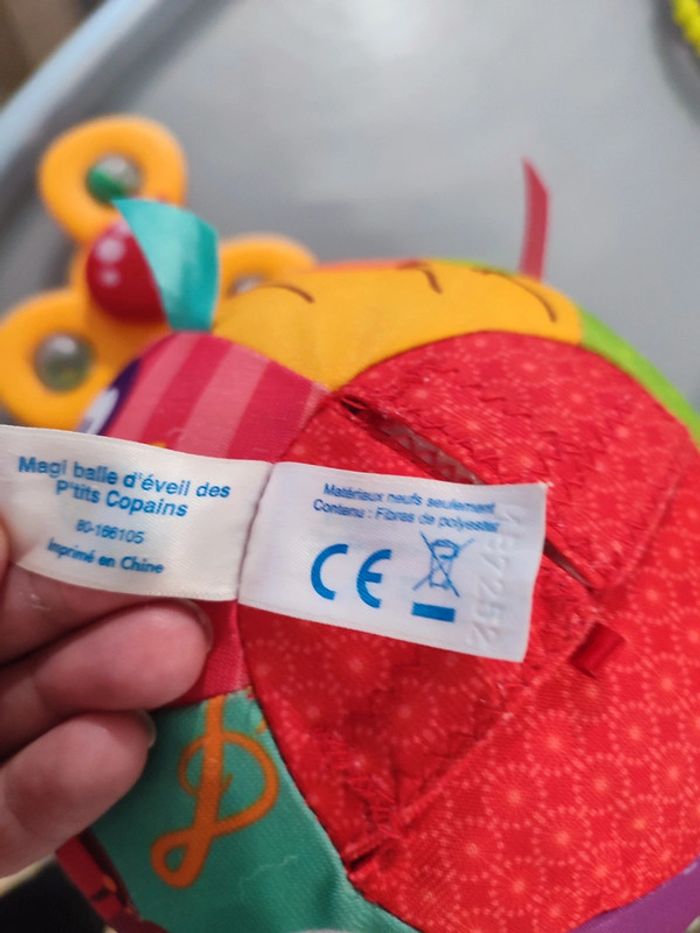 Magi balle d'éveil des
P'tits Copains
80-166105
Imprimé en Chine
Matériaux neufs seulement
Contenu : Fibres de polyester
CE